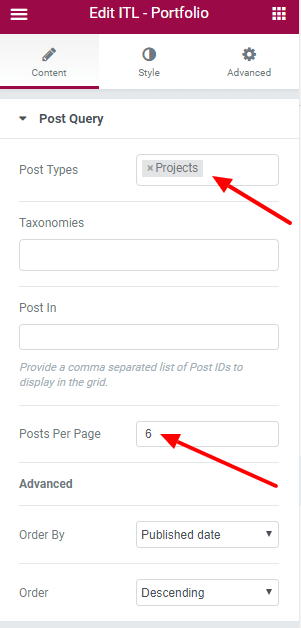 Edit ITL - Portfolio
Content
Style
Advanced
Post Query
Post Types
×Projects
Taxonomies
Post In
Provide a comma separated list of Post IDs to
display in the grid.
Posts Per Page
6
Advanced
Order By
Published date
Order
Descending